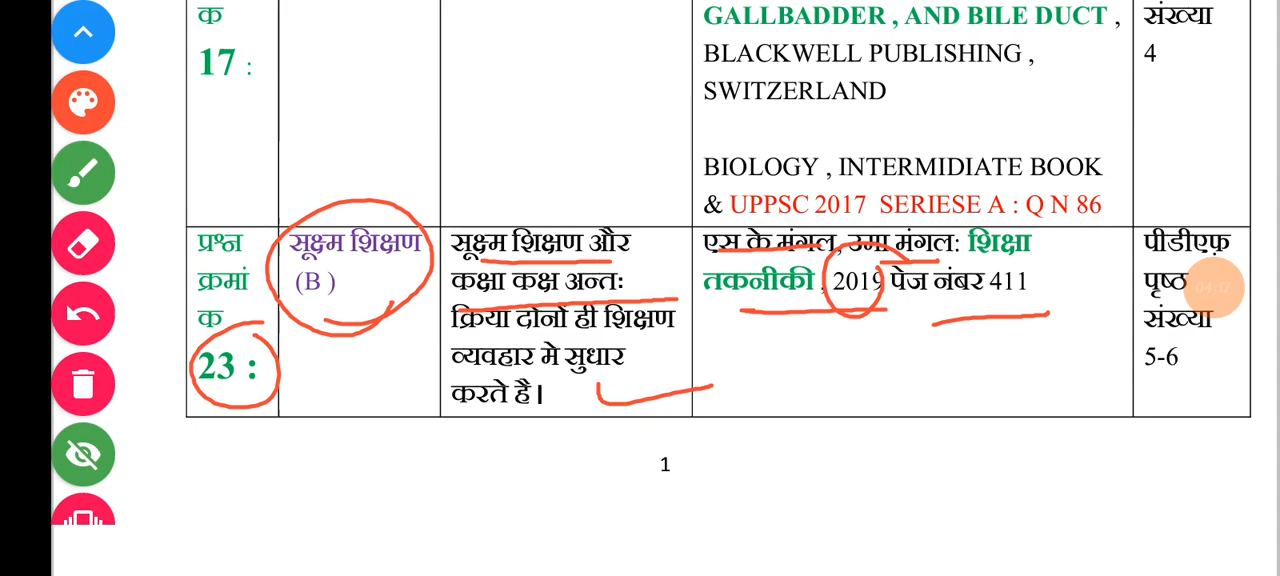 क
17 :
GALLBADDER , AND BILE DUCT ,
BLACKWELL PUBLISHING ,
SWITZERLAND
BIOLOGY , INTERMIDIATE BOOK
& UPPSC 2017 SERIESE A : Q N 86
संख्या
4
प्रश्न
क्रमां
क
23 :
सूक्ष्म शिक्षण
(B )
सूक्ष्म शिक्षण और
कक्षा कक्ष अन्तः
क्रिया दोनों ही शिक्षण
व्यवहार मे सुधार
करते है।
एस के मंगल, उमा मंगल: शिक्षा
तकनीकी , 2019 पेज नंबर 411
पीडीएफ़
पृष्ठ
संख्या
5-6
04:17
1